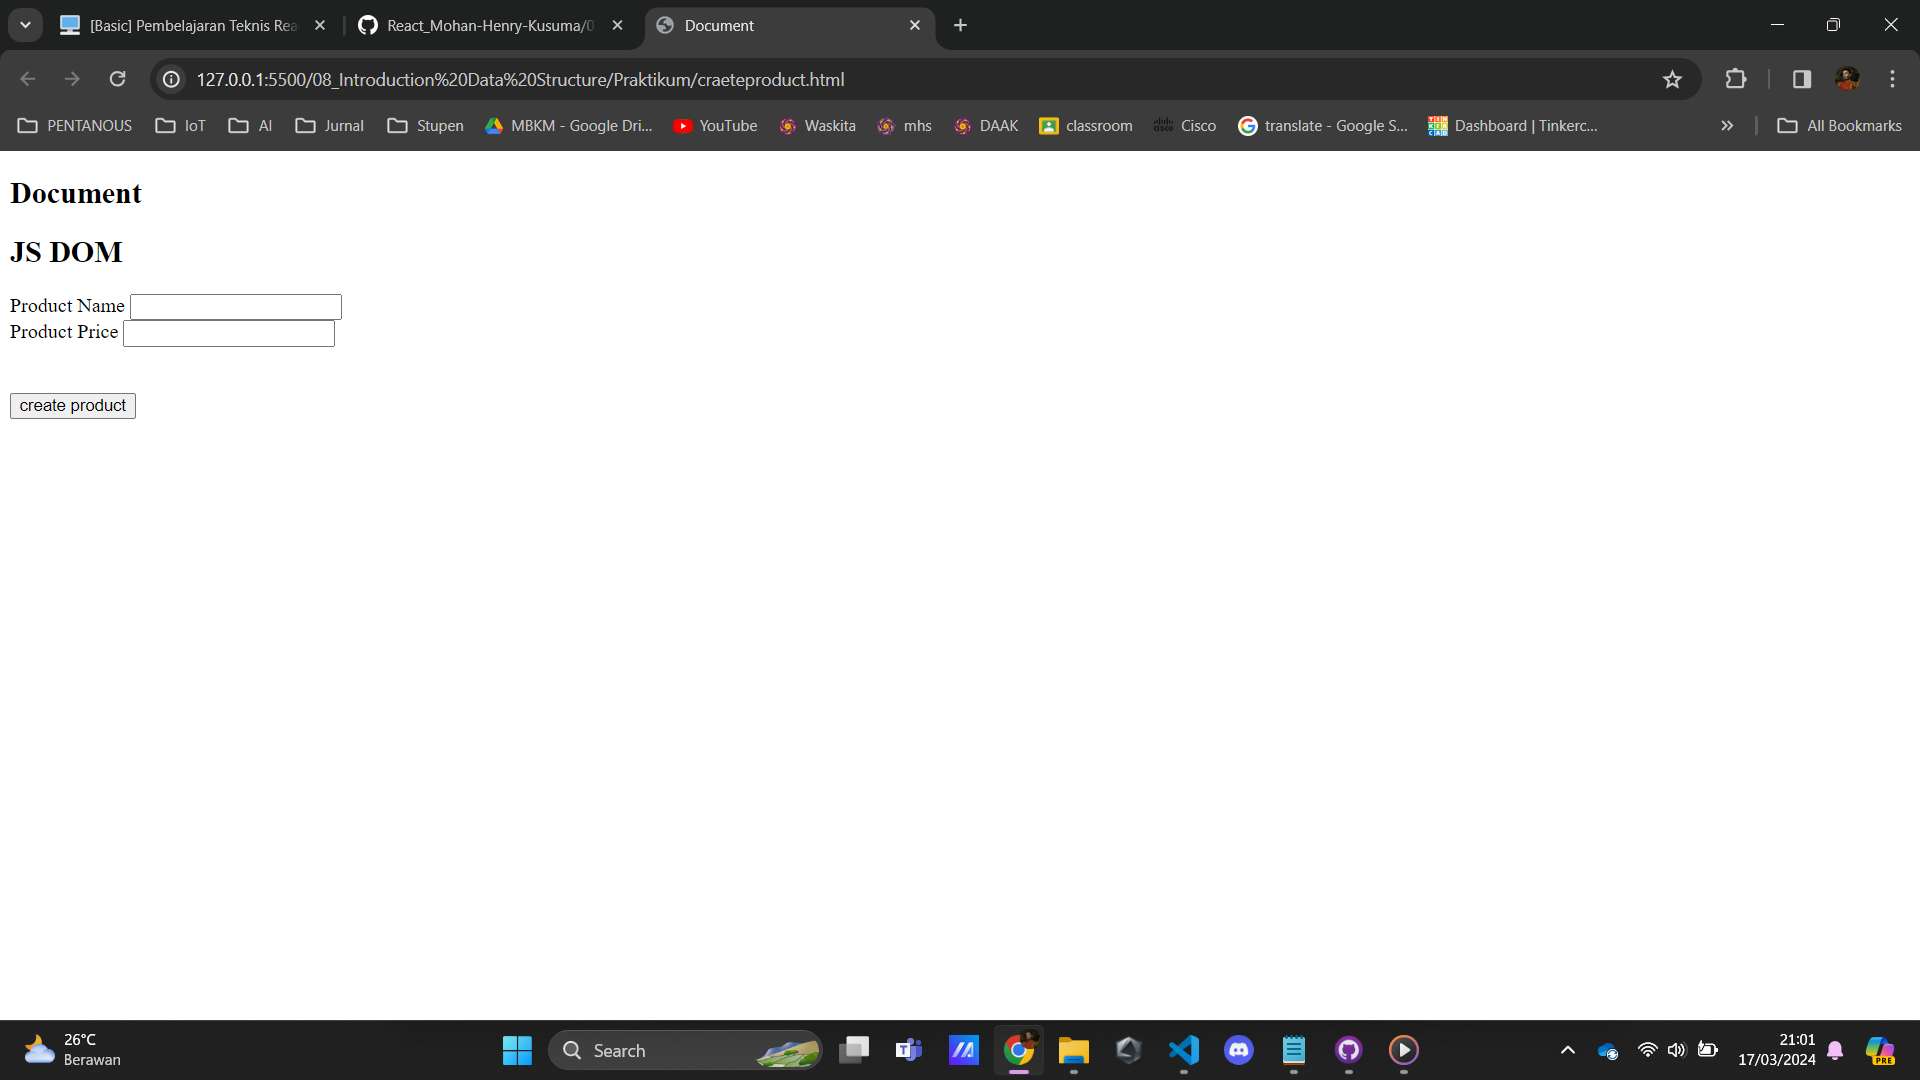 [Basic] Pembelajaran Teknis Rea
React_Mohan-Henry-Kusuma/0
Document
127.0.0.1:5500/08_Introduction%20Data%20Structure/Praktikum/craeteproduct.html
PENTANOUS IoT AI Jurnal Stupen MBKM - Google Dri... YouTube Waskita mhs DAAK classroom Cisco translate - Google S... Dashboard | Tinkerc... All Bookmarks
Document
JS DOM
Product Name
Product Price
create product
26°C
Berawan
Search
21:01
17/03/2024
PRE